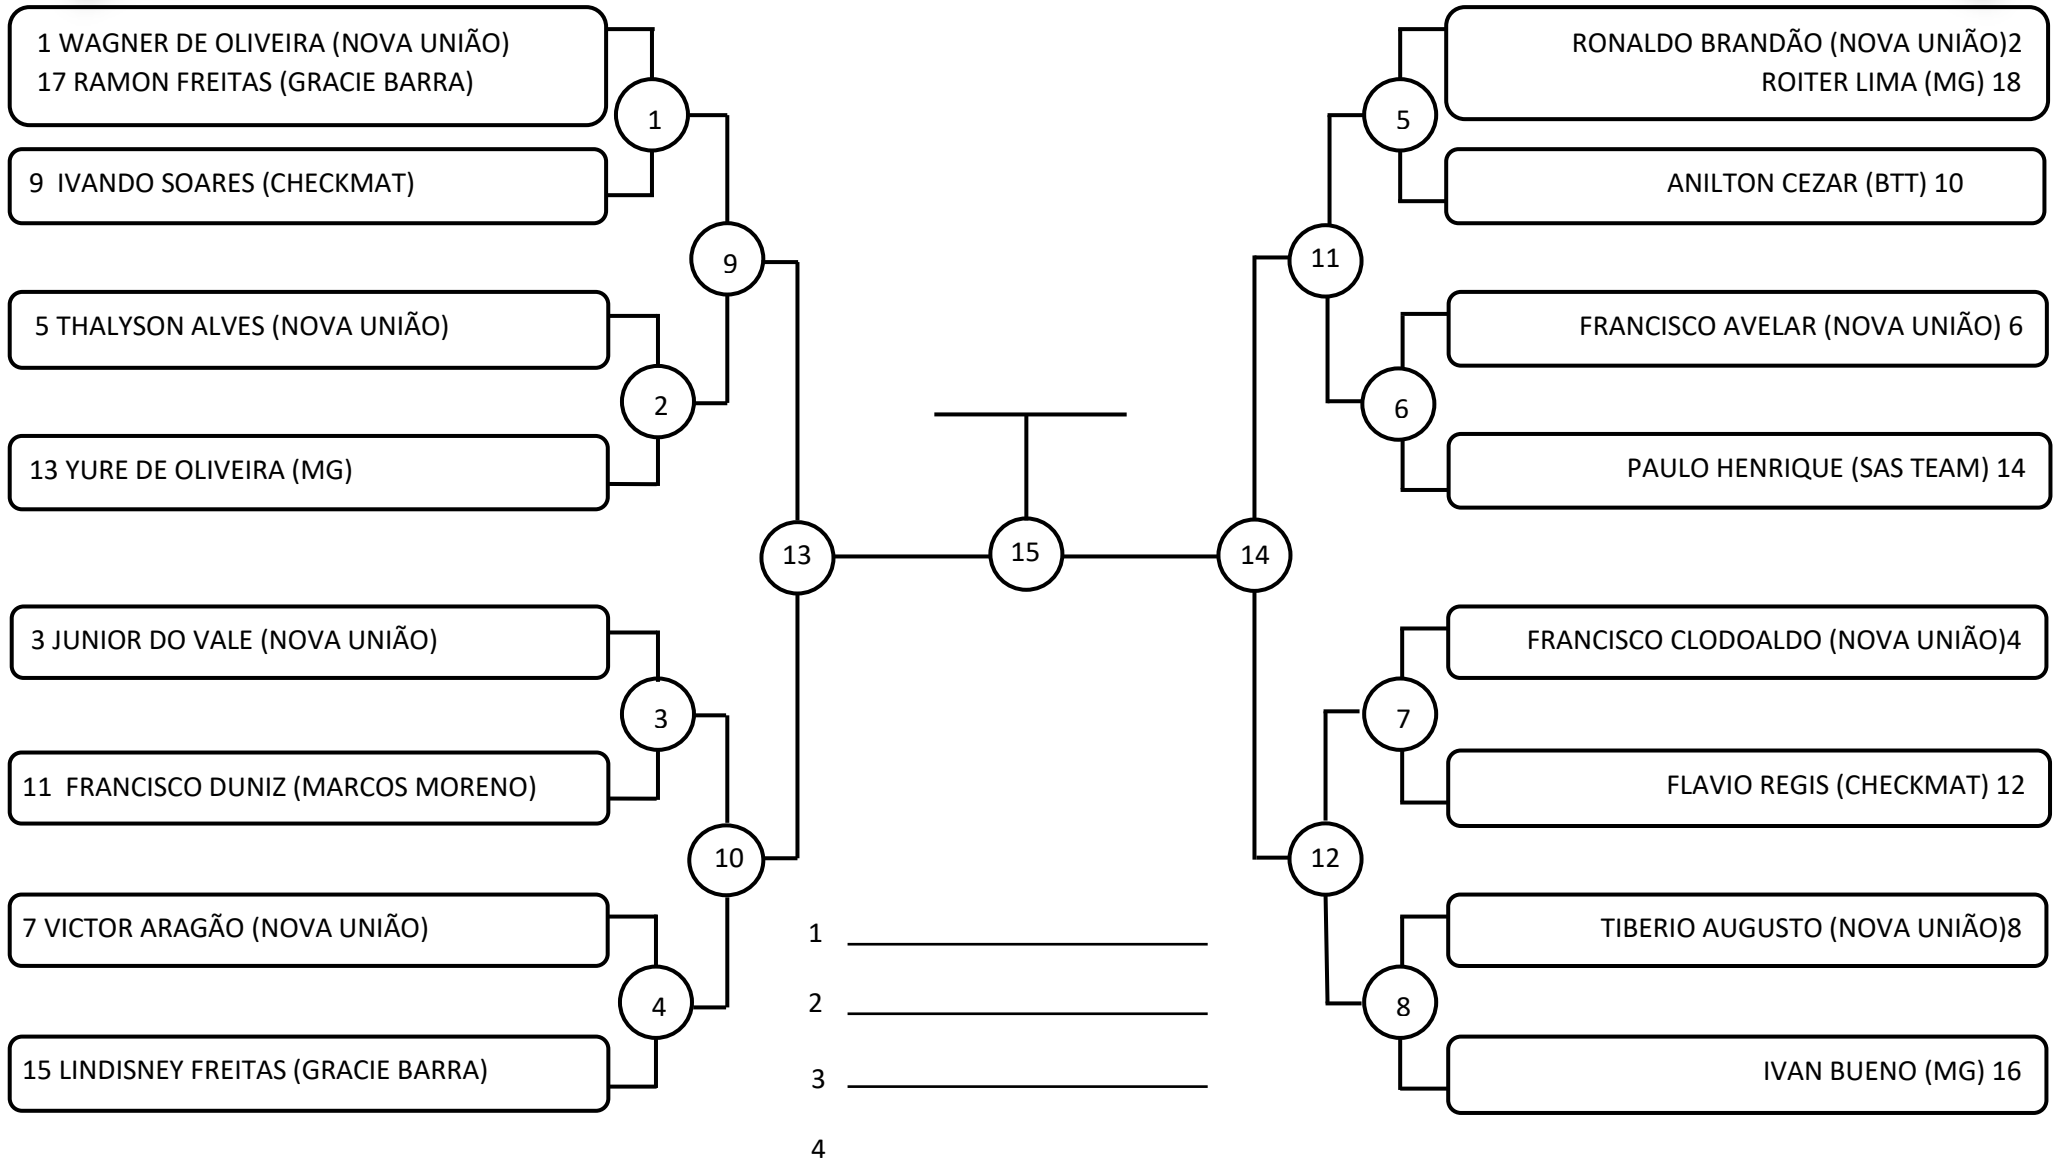 1 WAGNER DE OLIVEIRA (NOVA UNIÃO)
17 RAMON FREITAS (GRACIE BARRA)
1
9 IVANDO SOARES (CHECKMAT)
9
5 THALYSON ALVES (NOVA UNIÃO)
2
13 YURE DE OLIVEIRA (MG)
13
3 JUNIOR DO VALE (NOVA UNIÃO)
3
11 FRANCISCO DUNIZ (MARCOS MORENO)
10
7 VICTOR ARAGÃO (NOVA UNIÃO)
4
15 LINDISNEY FREITAS (GRACIE BARRA)
15
RONALDO BRANDÃO (NOVA UNIÃO)2
ROITER LIMA (MG) 18
5
ANILTON CEZAR (BTT) 10
11
FRANCISCO AVELAR (NOVA UNIÃO) 6
6
PAULO HENRIQUE (SAS TEAM) 14
14
FRANCISCO CLODOALDO (NOVA UNIÃO)4
7
FLAVIO REGIS (CHECKMAT) 12
12
TIBERIO AUGUSTO (NOVA UNIÃO)8
8
IVAN BUENO (MG) 16
1
2
3
4